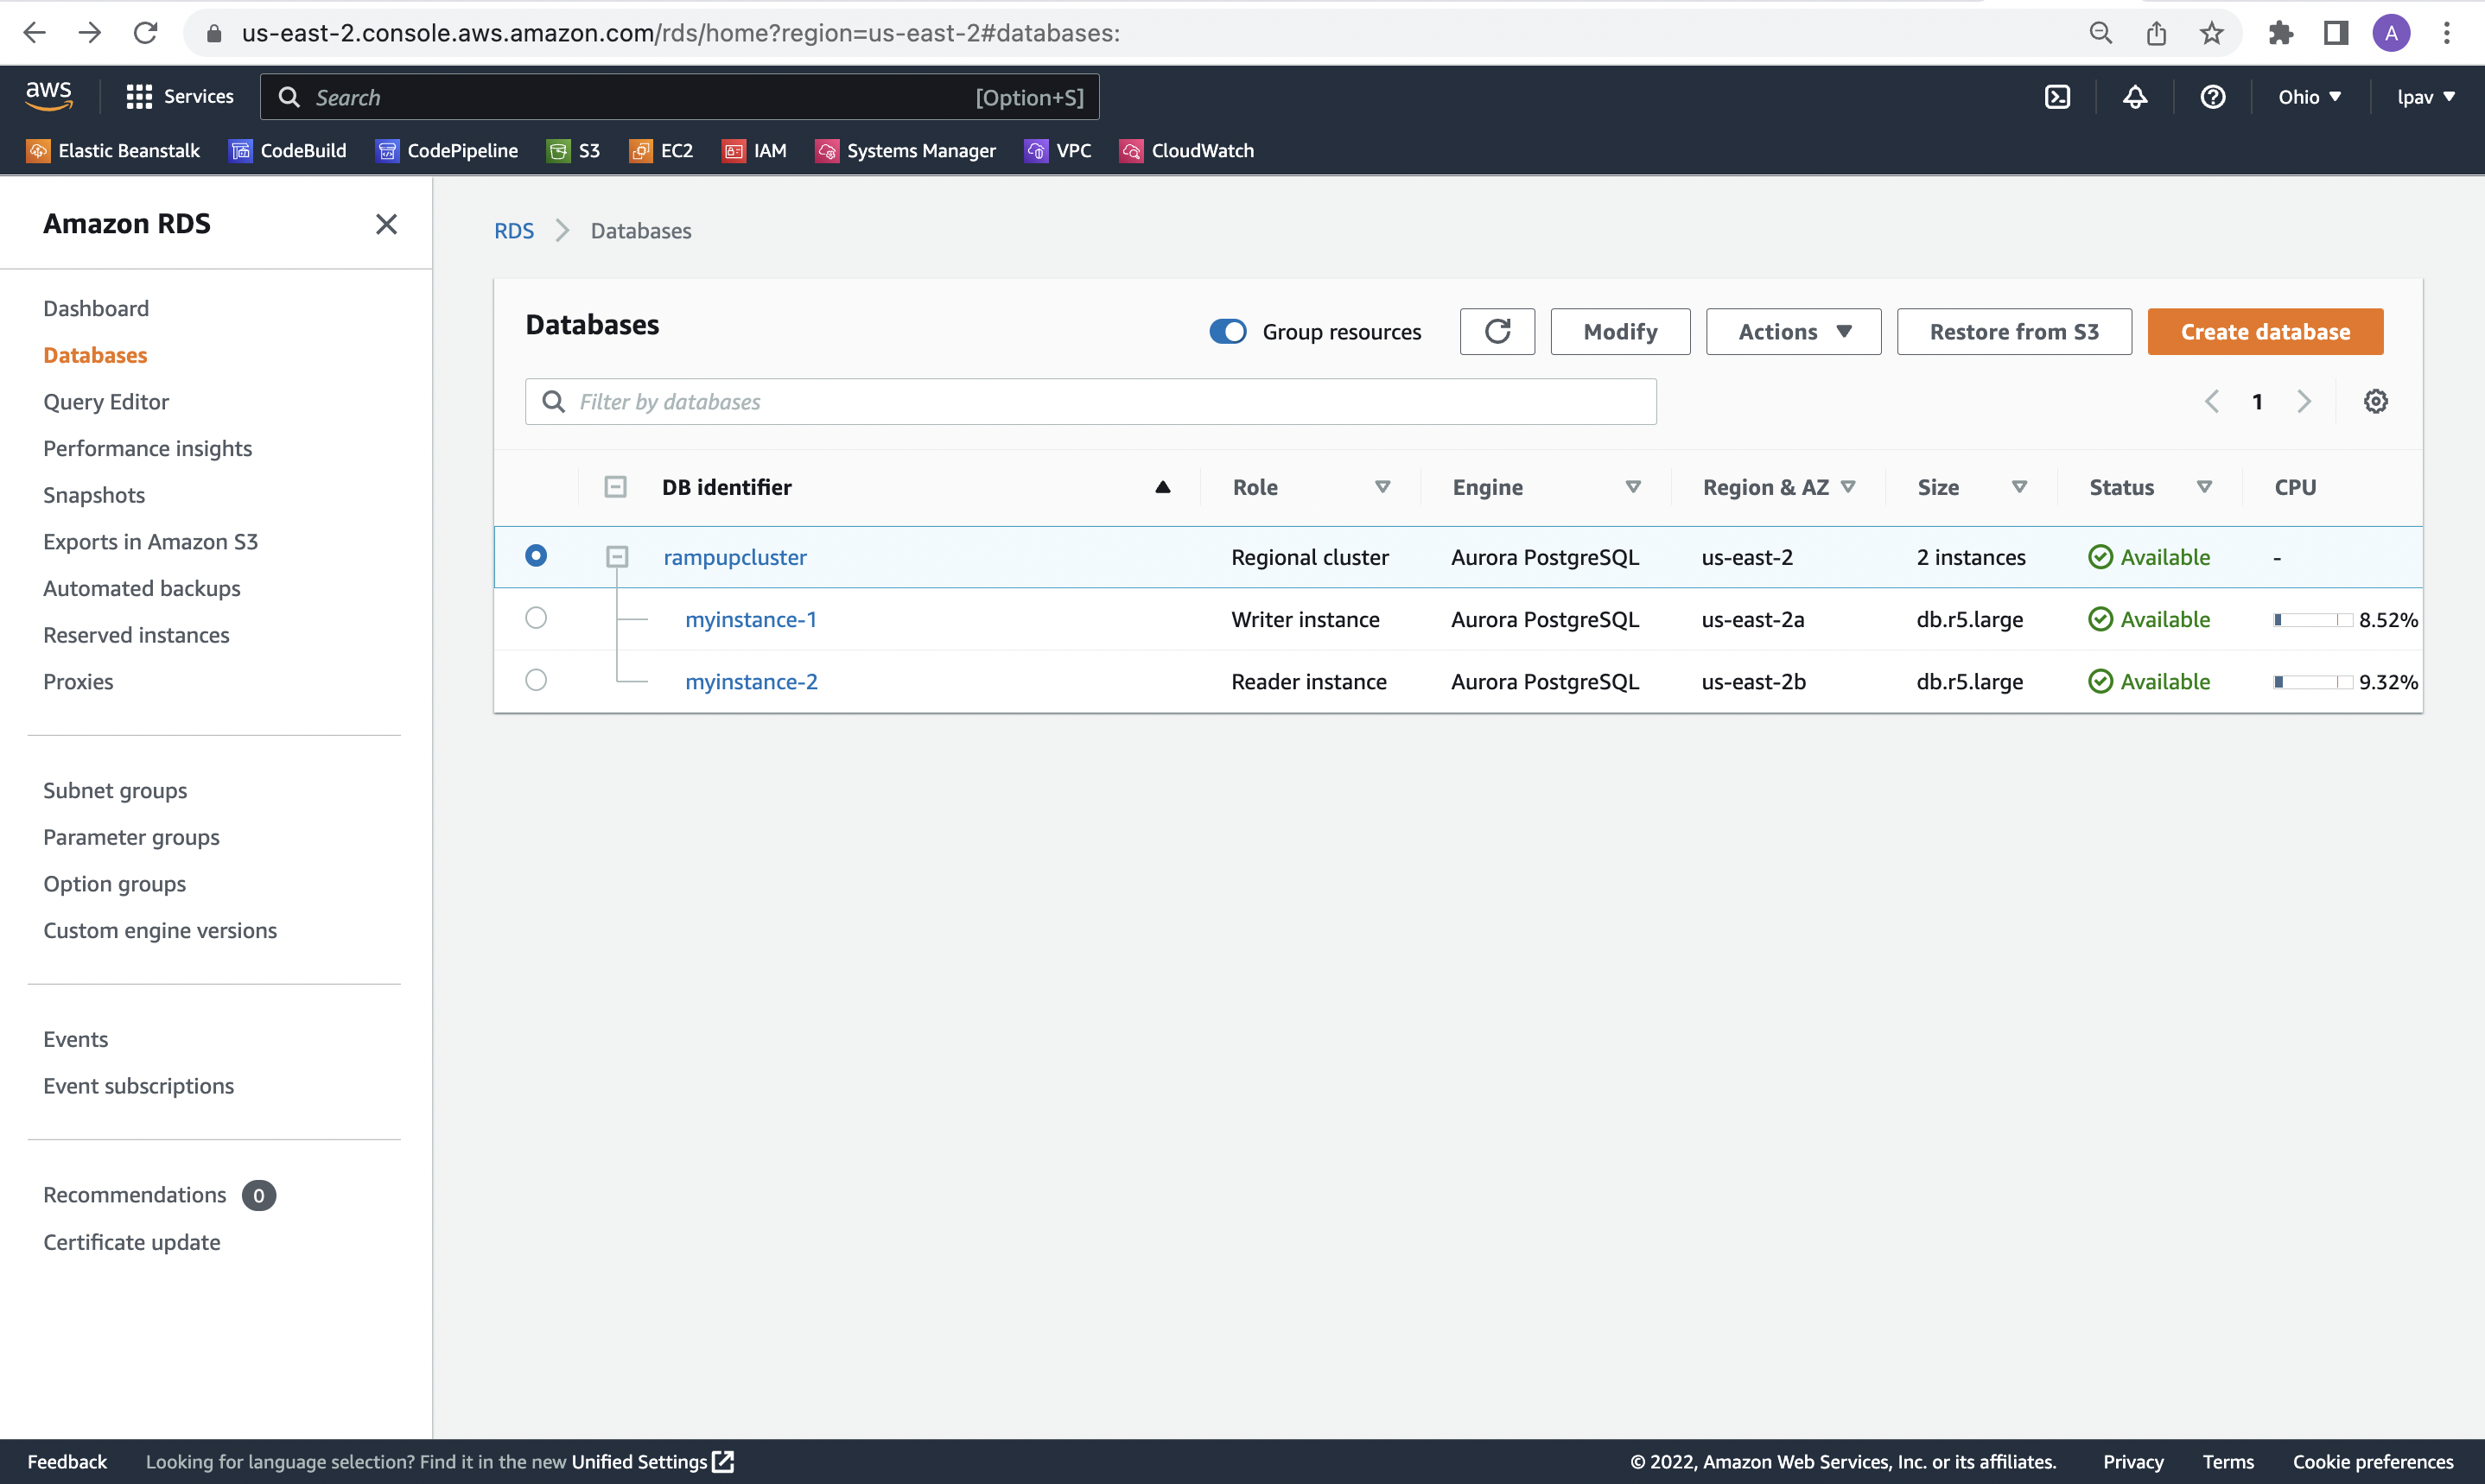 us-east-2.console.aws.amazon.com/rds/home?region=us-east-2#databases:
A
aws
Services
Search
[Option+S]
Ohio
lpav
Elastic Beanstalk
CodeBuild
CodePipeline
S3
EC2
IAM
Systems Manager
VPC
CloudWatch
Amazon RDS
Dashboard
Databases
Query Editor
Performance insights
Snapshots
Exports in Amazon S3
Automated backups
Reserved instances
Proxies
Subnet groups
Parameter groups
Option groups
Custom engine versions
Events
Event subscriptions
Recommendations 0
Certificate update
RDS > Databases
Databases
Group resources
Modify
Actions
Restore from S3
Create database
Filter by databases
1
DB identifier Role Engine Region & AZ Size Status CPU
rampupcluster Regional cluster Aurora PostgreSQL us-east-2 2 instances Available -
myinstance-1 Writer instance Aurora PostgreSQL us-east-2a db.r5.large Available 8.52%
myinstance-2 Reader instance Aurora PostgreSQL us-east-2b db.r5.large Available 9.32%
Feedback
Looking for language selection? Find it in the new Unified Settings
© 2022, Amazon Web Services, Inc. or its affiliates.
Privacy
Terms
Cookie preferences